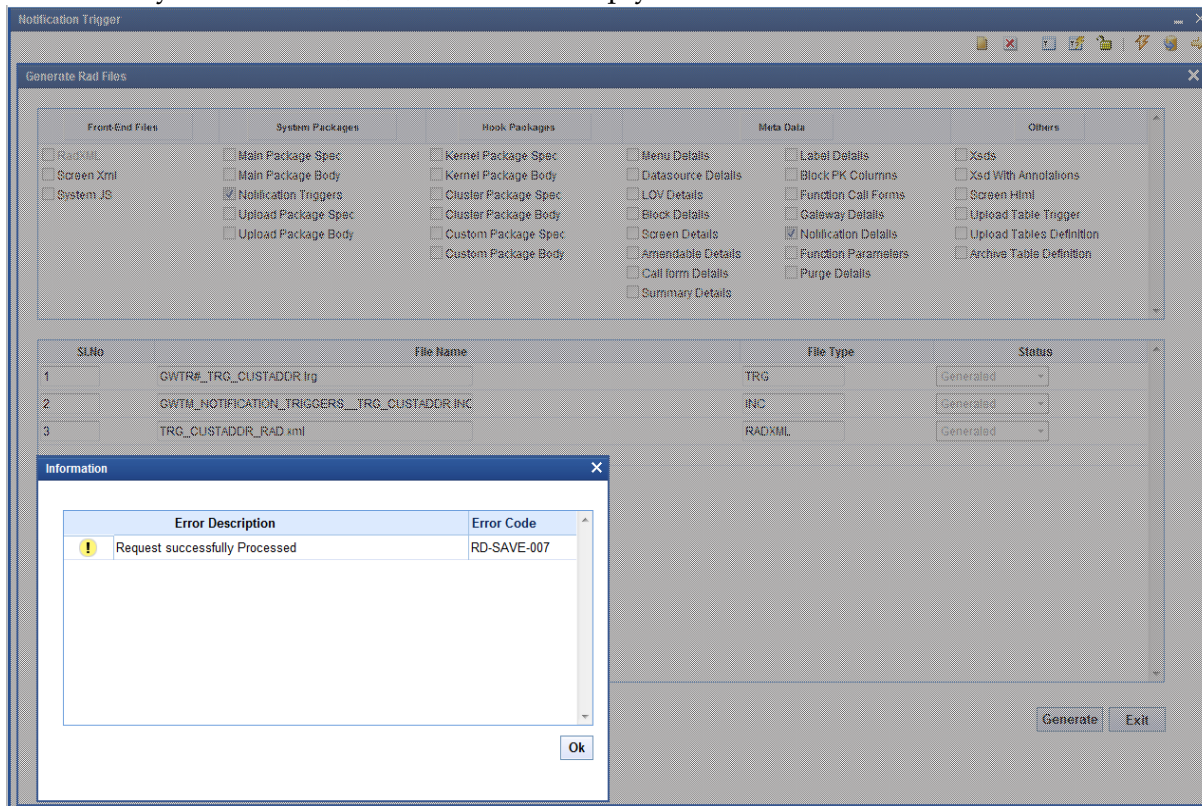 Notification Trigger
Generate Rad Files
Front-End Files System Packages Hook Packages Meta Data Others
RadXML Main Package Spec Kernel Package Spec Menu Details Label Details Xsds
Screen Xml Main Package Body Kernel Package Body Datasource Details Block PK Columns Xsd With Annotations
System JS Notification Triggers Cluster Package Spec LOV Details Function Call Forms Screen Html
Upload Package Spec Cluster Package Body Block Details Gateway Details Upload Table Trigger
Upload Package Body Custom Package Spec Screen Details Notification Details Upload Tables Definition
Custom Package Body Amendable Details Function Parameters Archive Table Definition
Call form Details Purge Details
Summary Details
Sl.No File Name File Type Status
1 GWTR#_TRG_CUSTADDR.trg TRG Generated
2 GWTM_NOTIFICATION_TRIGGERS__TRG_CUSTADDR.INC INC Generated
3 TRG_CUSTADDR_RAD.xml RADXML Generated
Information
Error Description Error Code
Request successfully Processed RD-SAVE-007
Ok
Generate Exit